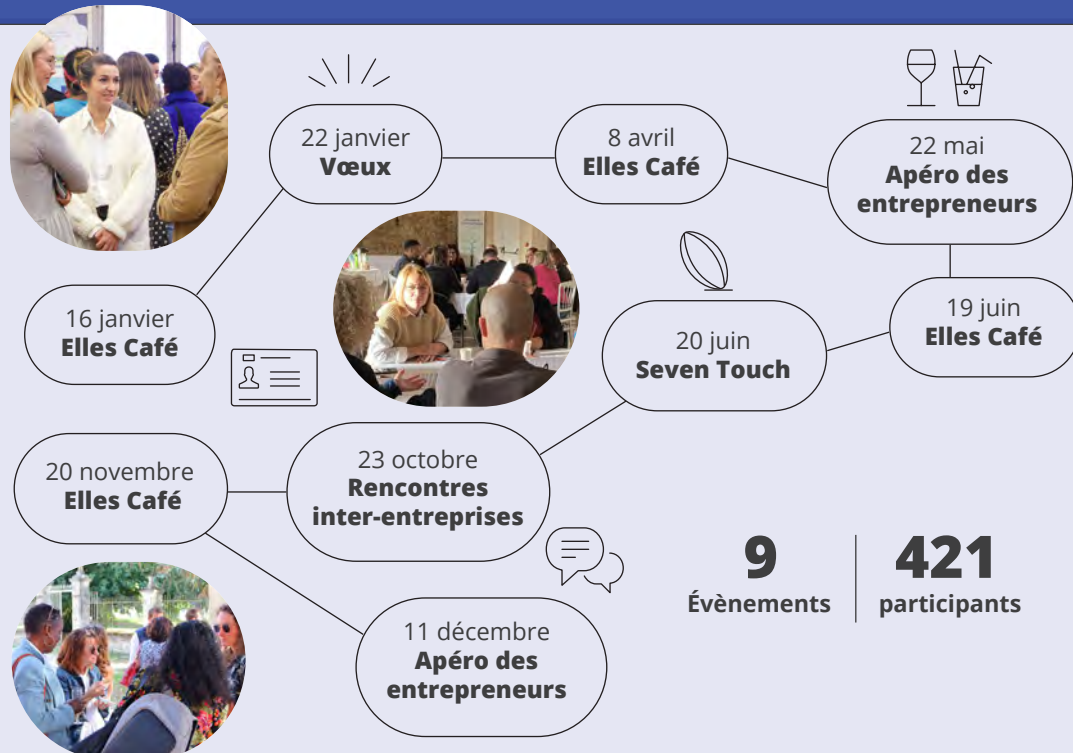 16 janvier
Elles Café
22 janvier
Vœux
8 avril
Elles Café
22 mai
Apéro des
entrepreneurs
19 juin
Elles Café
20 juin
Seven Touch
23 octobre
Rencontres
inter-entreprises
20 novembre
Elles Café
11 décembre
Apéro des
entrepreneurs
9
Évènements
421
participants